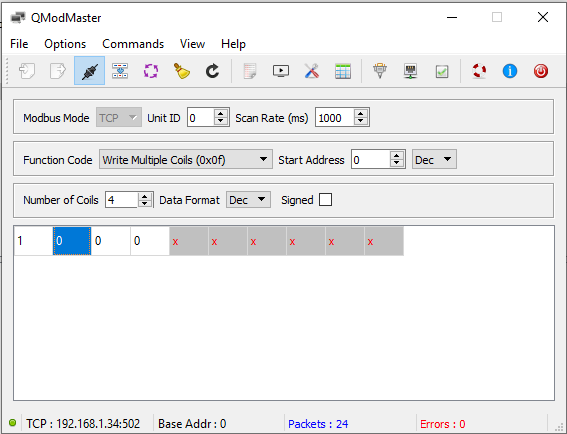 QModMaster
File Options Commands View Help
Modbus Mode TCP Unit ID 0 Scan Rate (ms) 1000
Function Code Write Multiple Coils (0x0f) Start Address 0 Dec
Number of Coils 4 Data Format Dec Signed
1 0 0 0 x x x x x x
TCP : 192.168.1.34:502 Base Addr : 0 Packets : 24 Errors : 0